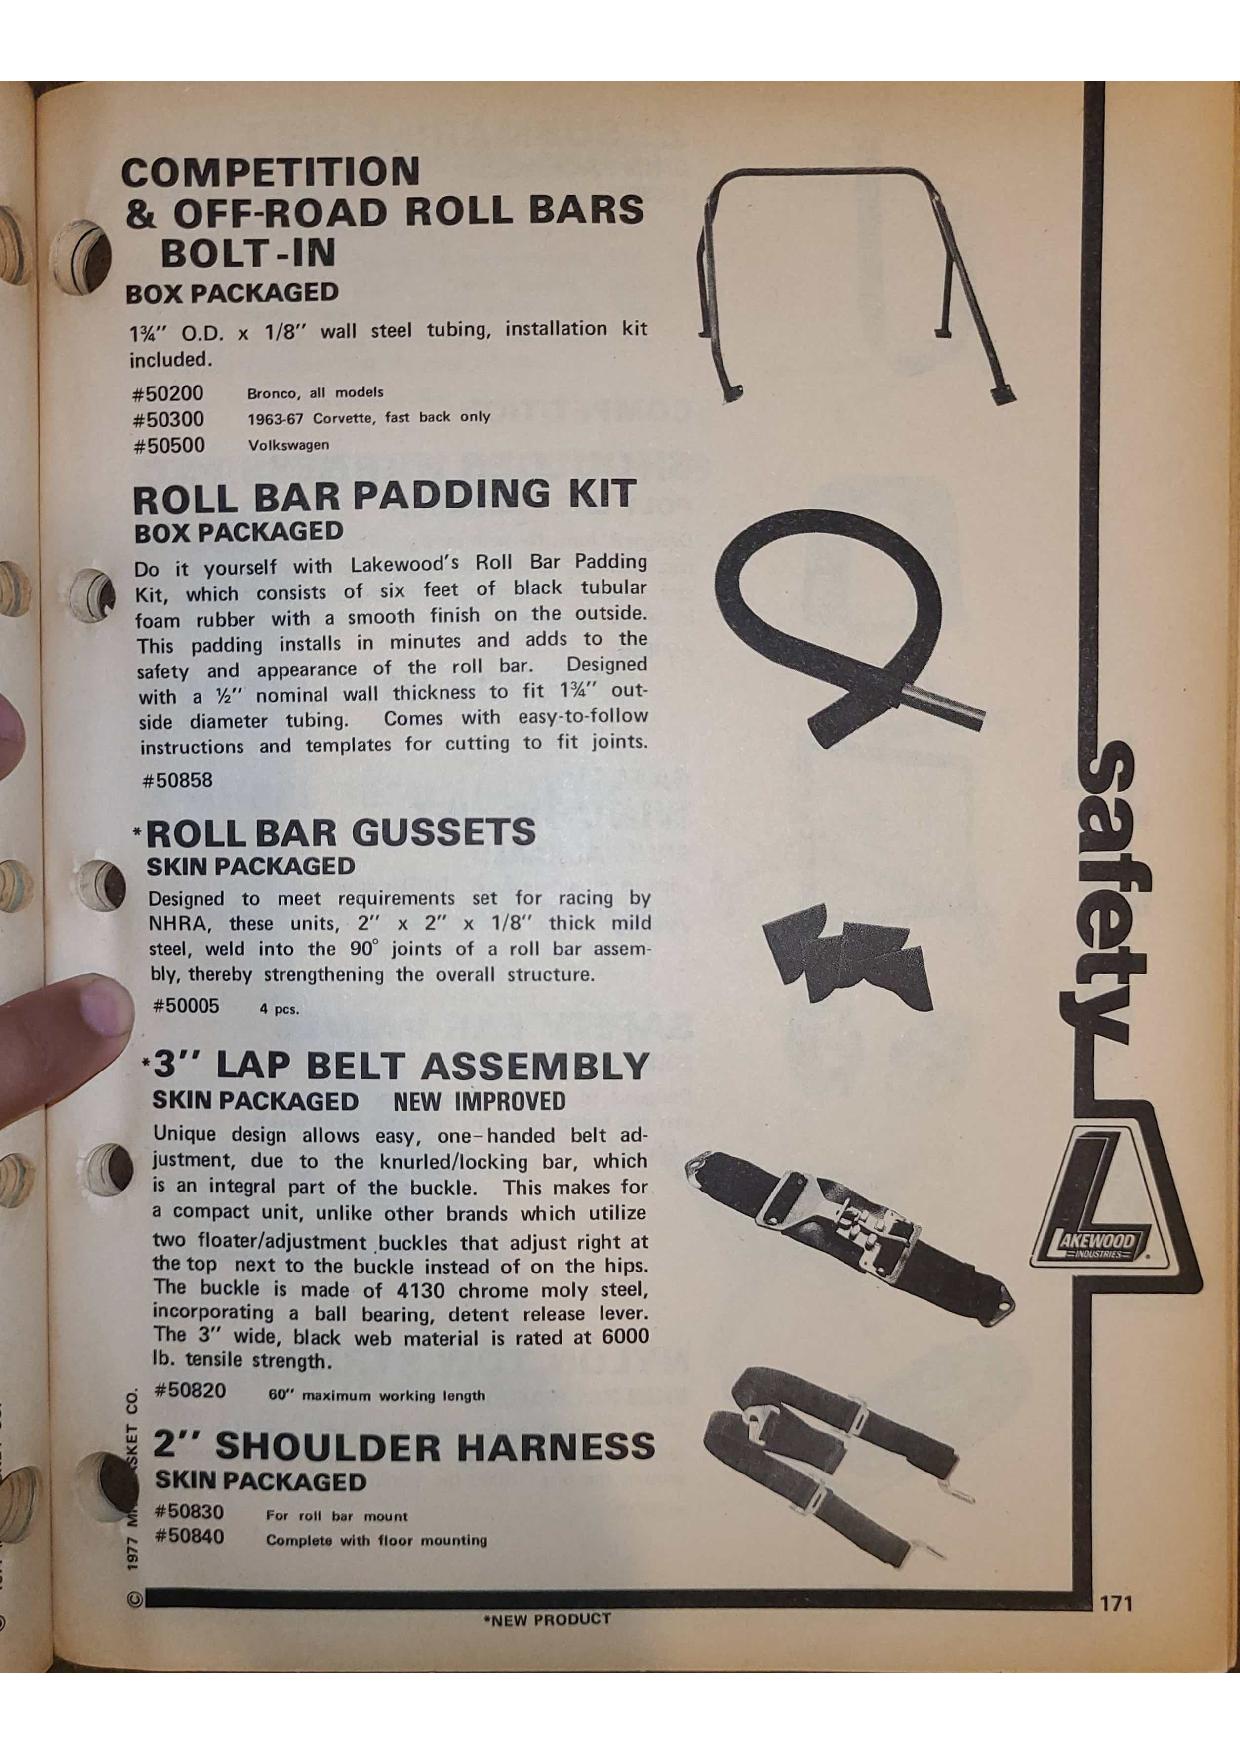 COMPETITION
& OFF-ROAD ROLL BARS
BOLT-IN
BOX PACKAGED
1¾" O.D. x 1/8" wall steel tubing, installation kit
included.
#50200 Bronco, all models
#50300 1963-67 Corvette, fast back only
#50500 Volkswagen
ROLL BAR PADDING KIT
BOX PACKAGED
Do it yourself with Lakewood's Roll Bar Padding
Kit, which consists of six feet of black tubular
foam rubber with a smooth finish on the outside.
This padding installs in minutes and adds to the
safety and appearance of the roll bar. Designed
with a ½" nominal wall thickness to fit 1¾" out-
side diameter tubing. Comes with easy-to-follow
instructions and templates for cutting to fit joints.
#50858
*ROLL BAR GUSSETS
SKIN PACKAGED
Designed to meet requirements set for racing by
NHRA, these units, 2" x 2" x 1/8" thick mild
steel, weld into the 90° joints of a roll bar assem-
bly, thereby strengthening the overall structure.
#50005 4 pcs.
*3" LAP BELT ASSEMBLY
SKIN PACKAGED NEW IMPROVED
Unique design allows easy, one-handed belt ad-
justment, due to the knurled/locking bar, which
is an integral part of the buckle. This makes for
a compact unit, unlike other brands which utilize
two floater/adjustment buckles that adjust right at
the top next to the buckle instead of on the hips.
The buckle is made of 4130 chrome moly steel,
incorporating a ball bearing, detent release lever.
The 3" wide, black web material is rated at 6000
lb. tensile strength.
#50820 60" maximum working length
2" SHOULDER HARNESS
SKIN PACKAGED
#50830 For roll bar mount
#50840 Complete with floor mounting
safety
LAKEWOOD
INDUSTRIES
®
© 1977 CO.
*NEW PRODUCT
171